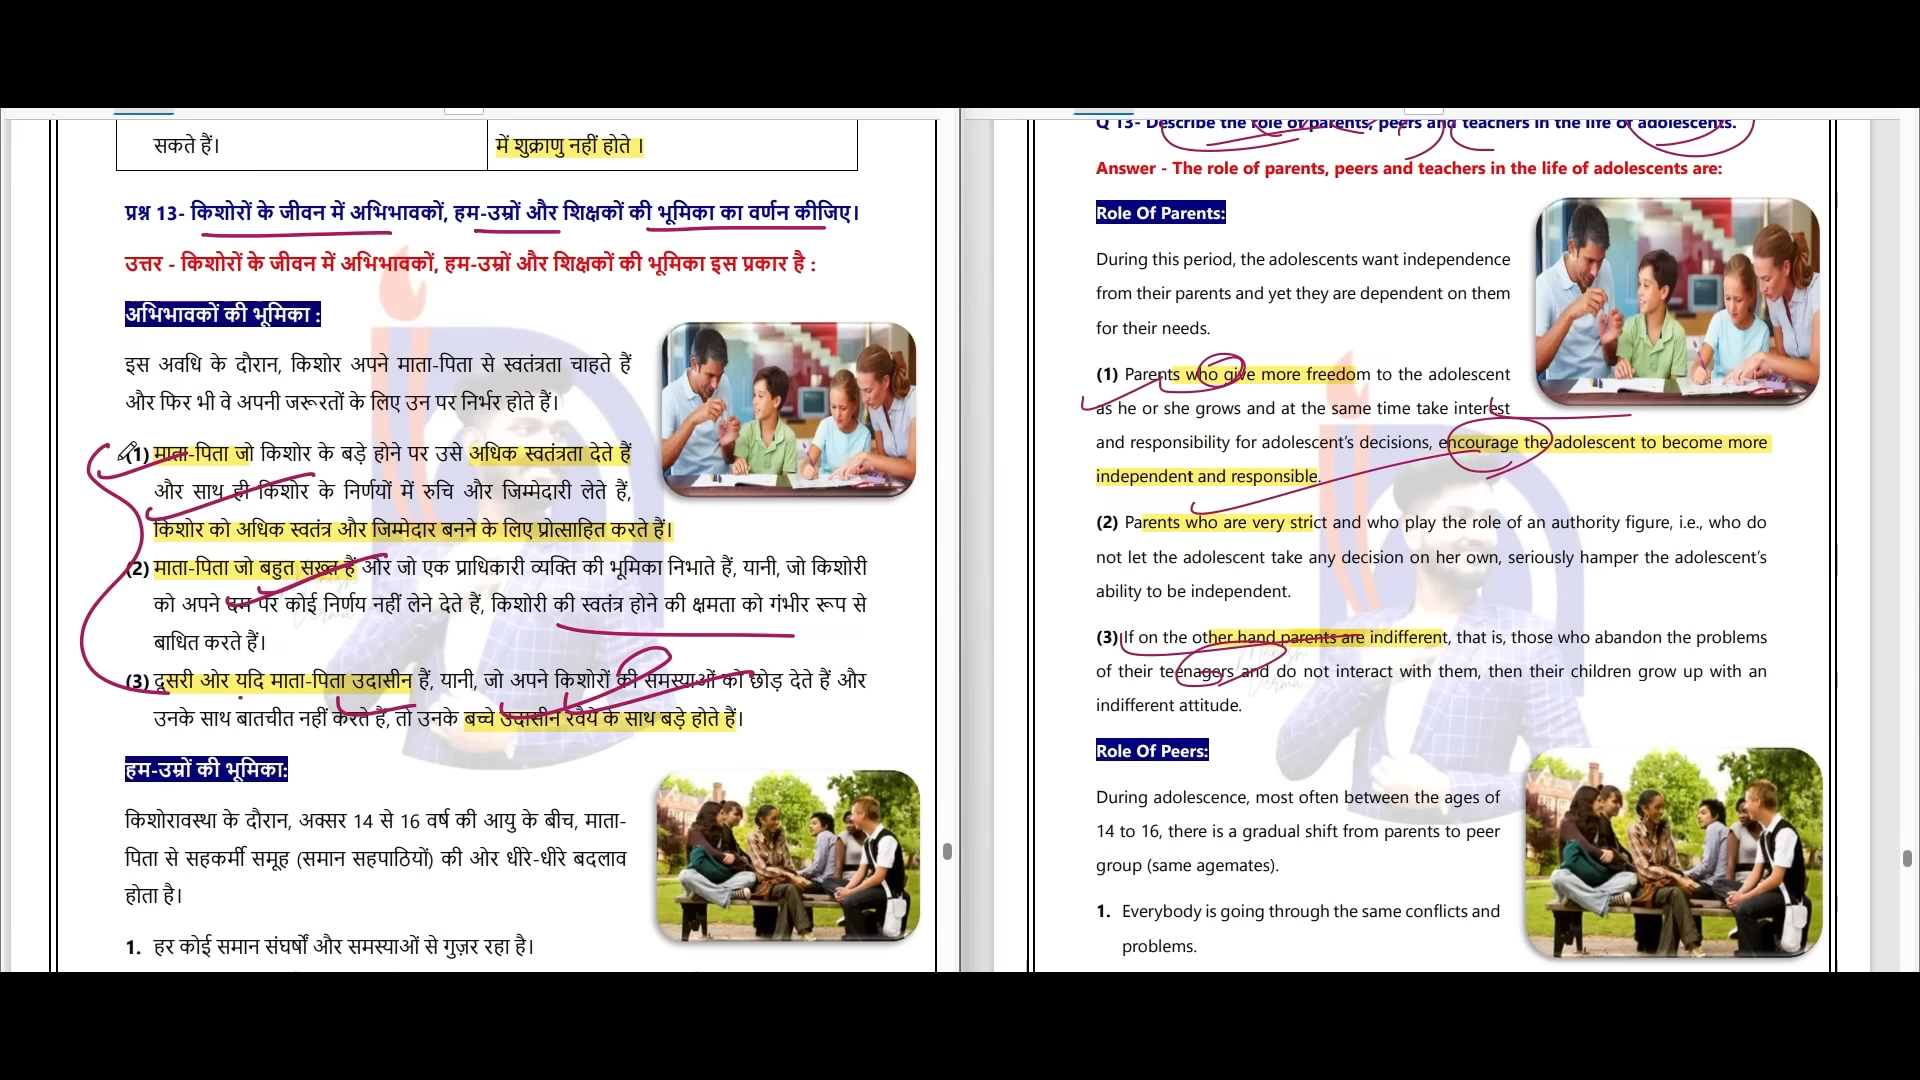 सकते हैं।
में शुक्राणु नहीं होते ।
प्रश्न 13- किशोरों के जीवन में अभिभावकों, हम-उम्रों और शिक्षकों की भूमिका का वर्णन कीजिए।
उत्तर - किशोरों के जीवन में अभिभावकों, हम-उम्रों और शिक्षकों की भूमिका इस प्रकार है :
अभिभावकों की भूमिका :
इस अवधि के दौरान, किशोर अपने माता-पिता से स्वतंत्रता चाहते हैं
और फिर भी वे अपनी जरूरतों के लिए उन पर निर्भर होते हैं।
(1) माता-पिता जो किशोर के बड़े होने पर उसे अधिक स्वतंत्रता देते हैं
और साथ ही किशोर के निर्णयों में रुचि और जिम्मेदारी लेते हैं,
किशोर को अधिक स्वतंत्र और जिम्मेदार बनने के लिए प्रोत्साहित करते हैं।
(2) माता-पिता जो बहुत सख्त हैं और जो एक प्राधिकारी व्यक्ति की भूमिका निभाते हैं, यानी, जो किशोरी
को अपने दम पर कोई निर्णय नहीं लेने देते हैं, किशोरी की स्वतंत्र होने की क्षमता को गंभीर रूप से
बाधित करते हैं।
(3) दूसरी ओर यदि माता-पिता उदासीन हैं, यानी, जो अपने किशोरों की समस्याओं को छोड़ देते हैं और
उनके साथ बातचीत नहीं करते हैं, तो उनके बच्चे उदासीन रवैये के साथ बड़े होते हैं।
हम-उम्रों की भूमिका:
किशोरावस्था के दौरान, अक्सर 14 से 16 वर्ष की आयु के बीच, माता-
पिता से सहकर्मी समूह (समान सहपाठियों) की ओर धीरे-धीरे बदलाव
होता है।
1. हर कोई समान संघर्षों और समस्याओं से गुज़र रहा है।
Q 13- Describe the role of parents, peers and teachers in the life of adolescents.
Answer - The role of parents, peers and teachers in the life of adolescents are:
Role Of Parents:
During this period, the adolescents want independence
from their parents and yet they are dependent on them
for their needs.
(1) Parents who give more freedom to the adolescent
as he or she grows and at the same time take interest
and responsibility for adolescent's decisions, encourage the adolescent to become more
independent and responsible.
(2) Parents who are very strict and who play the role of an authority figure, i.e., who do
not let the adolescent take any decision on her own, seriously hamper the adolescent's
ability to be independent.
(3) If on the other hand parents are indifferent, that is, those who abandon the problems
of their teenagers and do not interact with them, then their children grow up with an
indifferent attitude.
Role Of Peers:
During adolescence, most often between the ages of
14 to 16, there is a gradual shift from parents to peer
group (same agemates).
1. Everybody is going through the same conflicts and
problems.